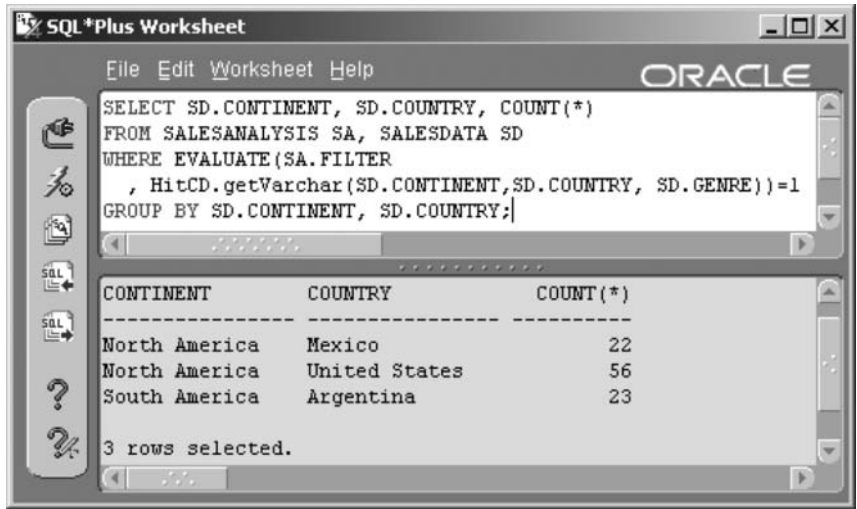 SQL*Plus Worksheet
File Edit Worksheet Help
ORACLE
SELECT SD.CONTINENT, SD.COUNTRY, COUNT(*)
FROM SALESANALYSIS SA, SALESDATA SD
WHERE EVALUATE(SA.FILTER
, HitCD.getVarchar(SD.CONTINENT,SD.COUNTRY, SD.GENRE))=1
GROUP BY SD.CONTINENT, SD.COUNTRY;
SQL
SQL
CONTINENT COUNTRY COUNT(*)
---------------- ---------------- ----------
North America Mexico 22
North America United States 56
South America Argentina 23
3 rows selected.